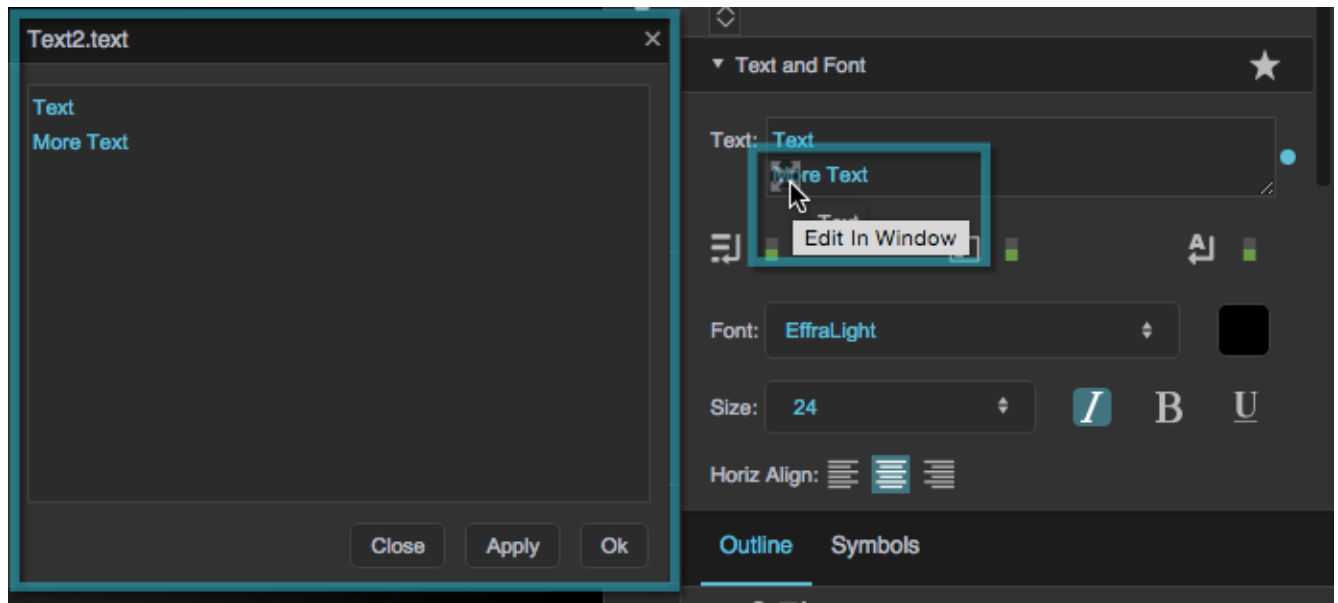 Text2.text
Text
More Text
Close Apply Ok
Text and Font
Text: Text
More Text
Text
Edit In Window
Font: EffraLight
Size: 24
I B U
Horiz Align:
Outline Symbols